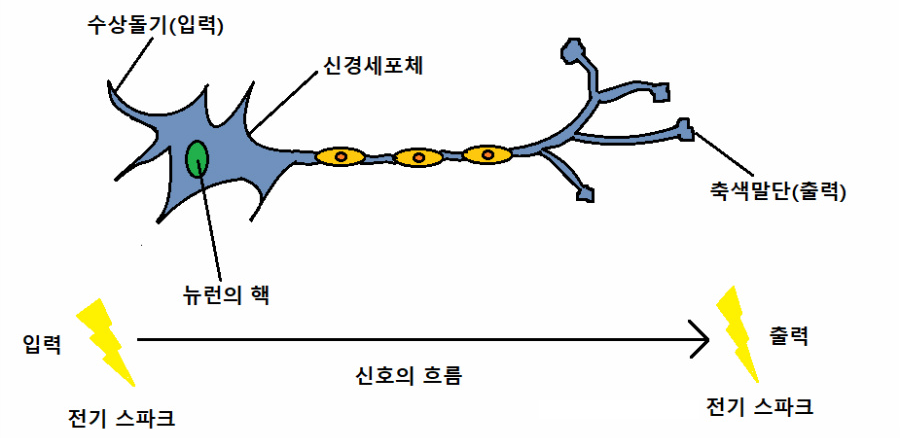 수상돌기(입력)
신경세포체
축색말단(출력)
뉴런의 핵
입력
출력
신호의 흐름
전기 스파크
전기 스파크